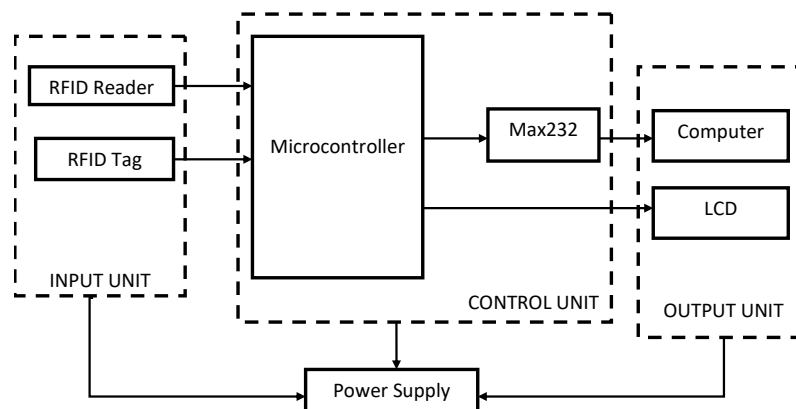 RFID Reader
RFID Tag
INPUT UNIT
Microcontroller
Max232
CONTROL UNIT
Computer
LCD
OUTPUT UNIT
Power Supply